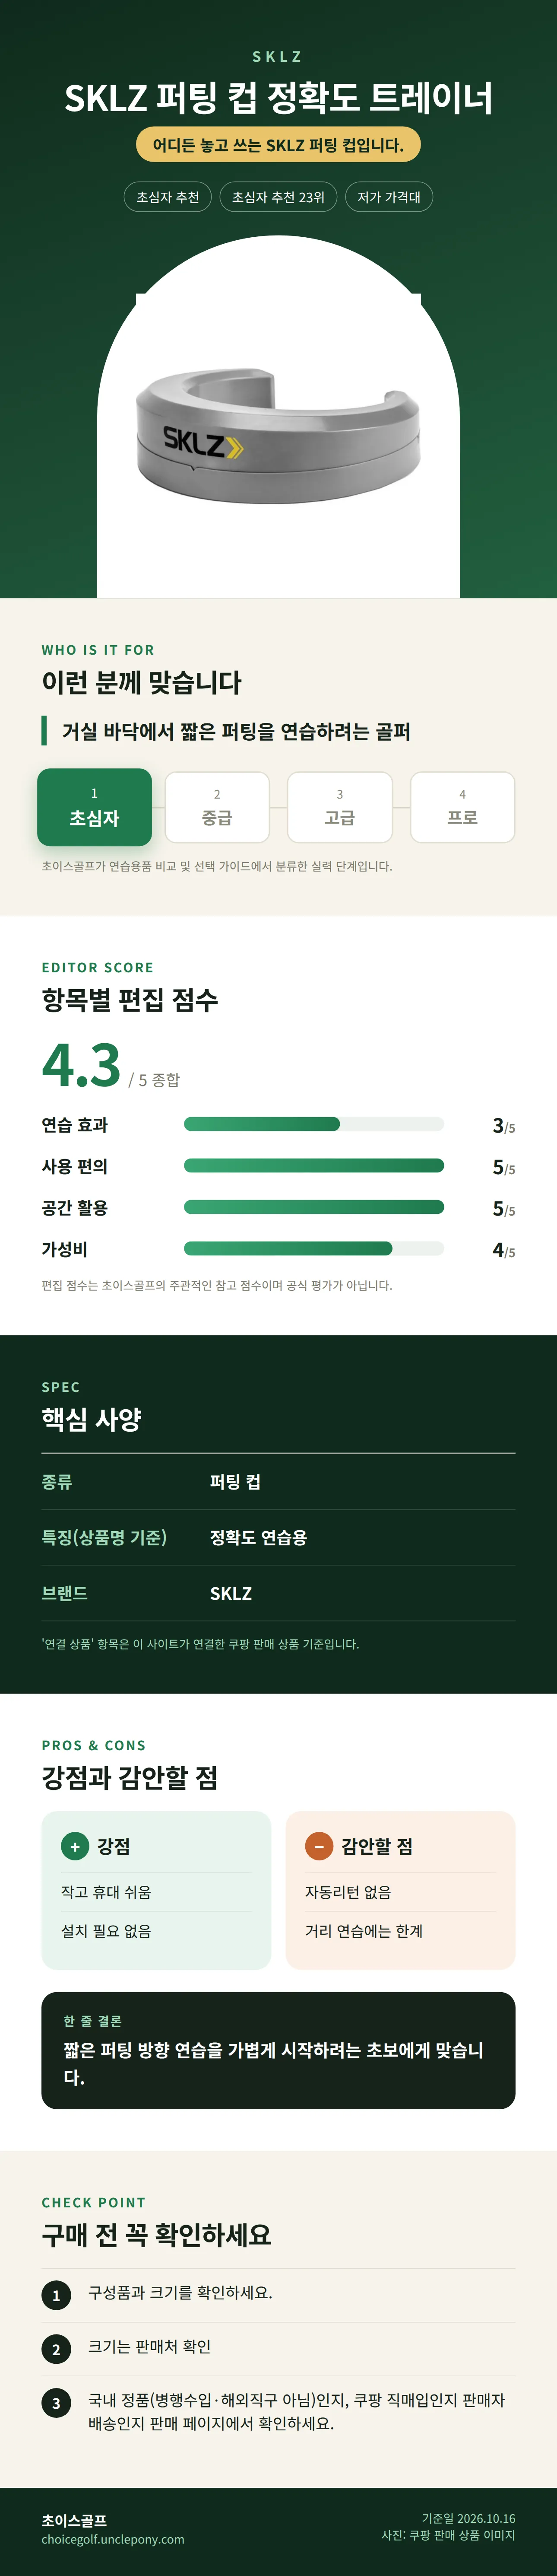 SKLZ
SKLZ 퍼팅 컵 정확도 트레이너
어디든 놓고 쓰는 SKLZ 퍼팅 컵입니다.
초심자 추천
초심자 추천 23위
저가 가격대
SKLZ
WHO IS IT FOR
이런 분께 맞습니다
거실 바닥에서 짧은 퍼팅을 연습하려는 골퍼
1
초심자
2
중급
3
고급
4
프로
초이스골프가 연습용품 비교 및 선택 가이드에서 분류한 실력 단계입니다.
EDITOR SCORE
항목별 편집 점수
4.3 / 5 종합
연습 효과 3/5
사용 편의 5/5
공간 활용 5/5
가성비 4/5
편집 점수는 초이스골프의 주관적인 참고 점수이며 공식 평가가 아닙니다.
SPEC
핵심 사양
종류 퍼팅 컵
특징(상품명 기준) 정확도 연습용
브랜드 SKLZ
'연결 상품' 항목은 이 사이트가 연결한 쿠팡 판매 상품 기준입니다.
PROS & CONS
강점과 감안할 점
+ 강점
작고 휴대 쉬움
설치 필요 없음
− 감안할 점
자동리턴 없음
거리 연습에는 한계
한 줄 결론
짧은 퍼팅 방향 연습을 가볍게 시작하려는 초보에게 맞습니
다.
CHECK POINT
구매 전 꼭 확인하세요
1 구성품과 크기를 확인하세요.
2 크기는 판매처 확인
3 국내 정품(병행수입·해외직구 아님)인지, 쿠팡 직매입인지 판매자
배송인지 판매 페이지에서 확인하세요.
초이스골프
choicegolf.unclepony.com
기준일 2026.10.16
사진: 쿠팡 판매 상품 이미지